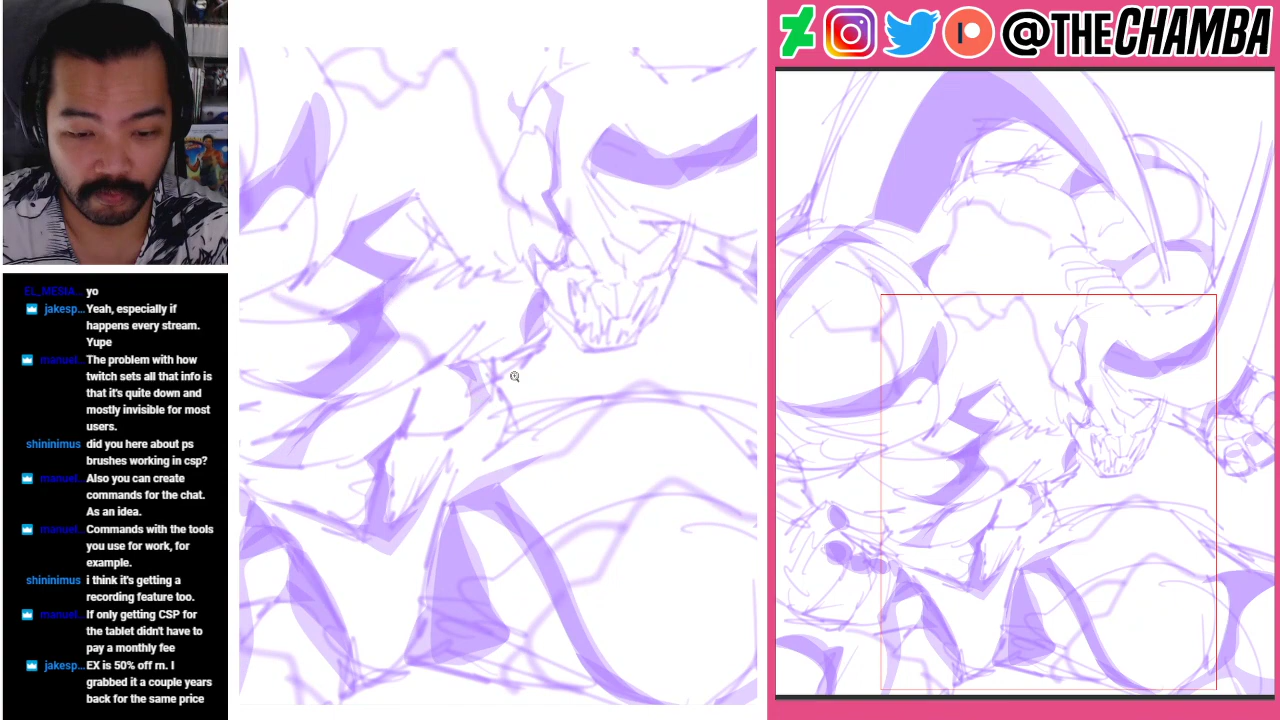 @THECHAMBA
EL_MESIA... yo
jakesp... Yeah, especially if
happens every stream.
Yupe
manuel... The problem with how
twitch sets all that info is
that it's quite down and
mostly invisible for most
users.
shininimus did you here about ps
brushes working in csp?
manuel... Also you can create
commands for the chat.
As an idea.
manuel... Commands with the tools
you use for work, for
example.
shininimus i think it's getting a
recording feature too.
manuel... If only getting CSP for
the tablet didn't have to
pay a monthly fee
jakesp... EX is 50% off rn. I
grabbed it a couple years
back for the same price